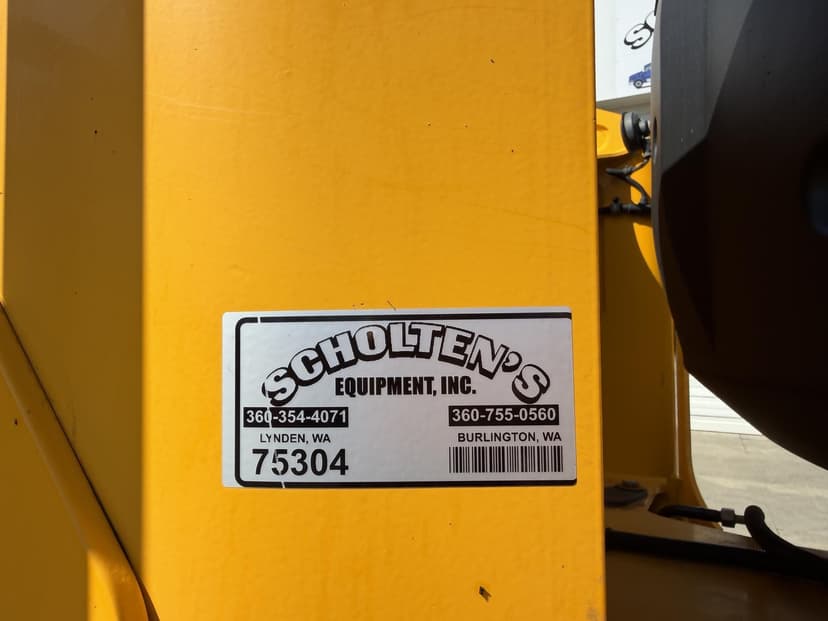 SCHOLTEN'S
EQUIPMENT, INC.
360-354-4071 360-755-0560
LYNDEN, WA BURLINGTON, WA
75304